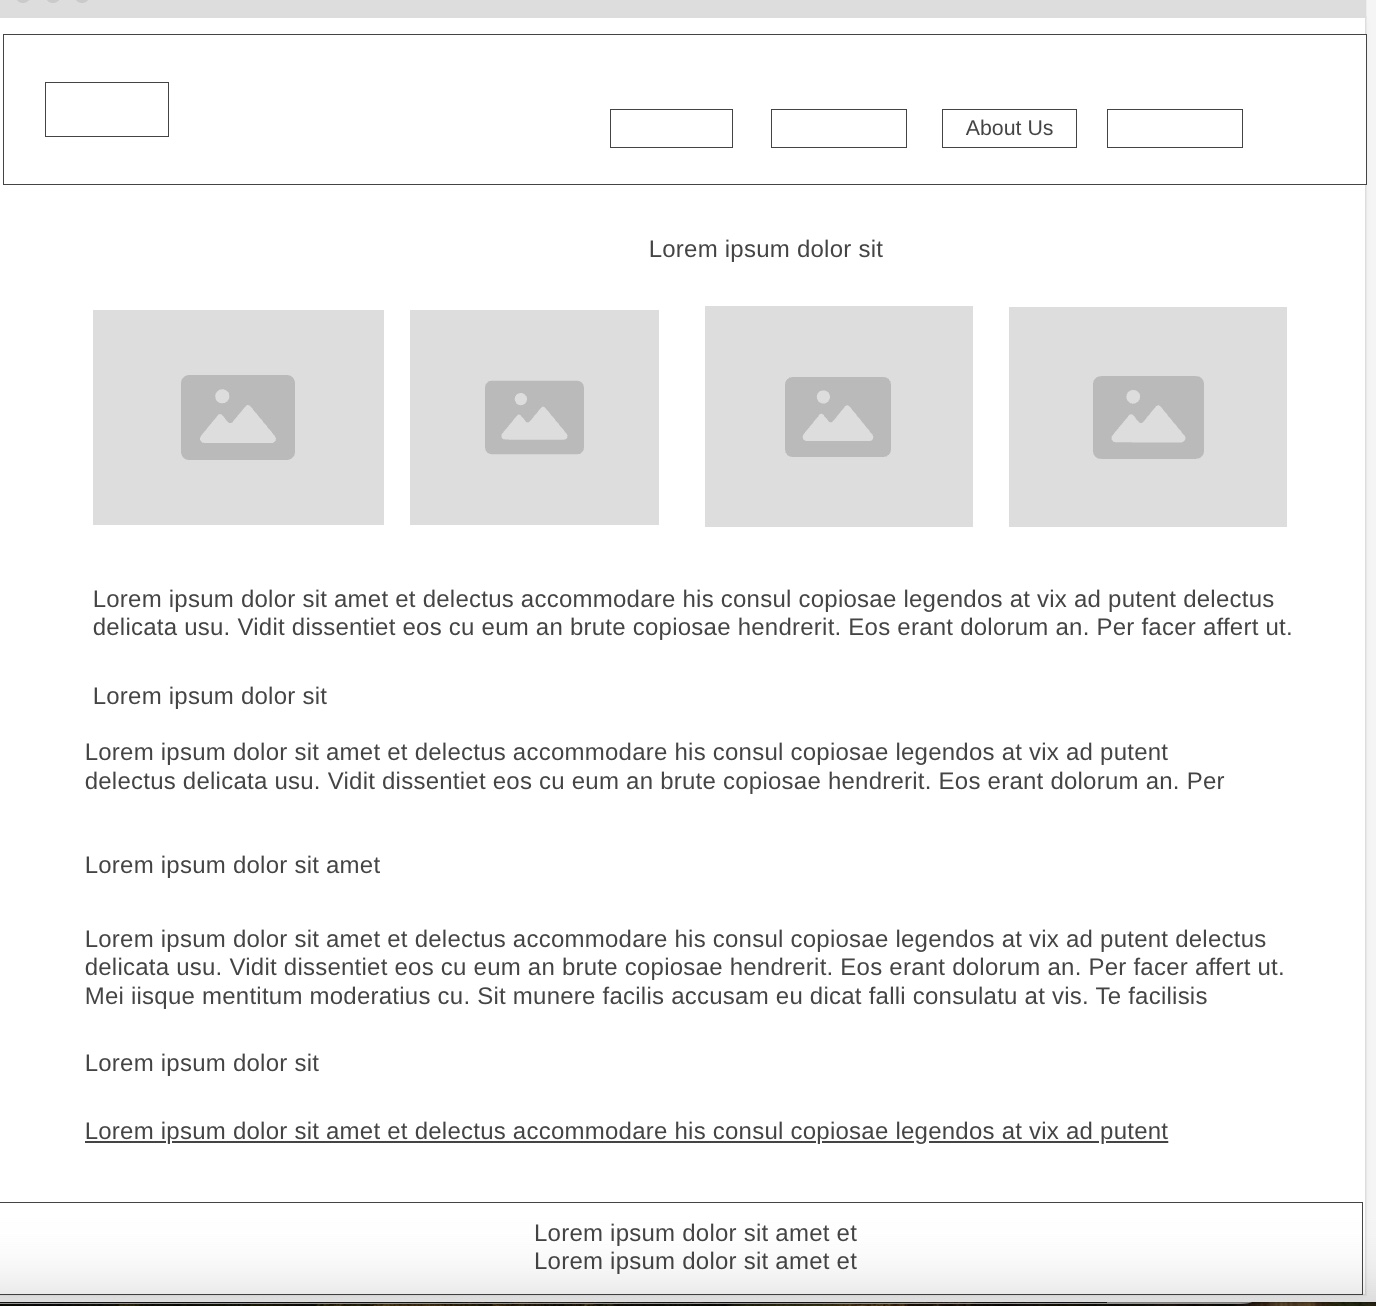 About Us
Lorem ipsum dolor sit
Lorem ipsum dolor sit amet et delectus accommodare his consul copiosae legendos at vix ad putent delectus
delicata usu. Vidit dissentiet eos cu eum an brute copiosae hendrerit. Eos erant dolorum an. Per facer affert ut.
Lorem ipsum dolor sit
Lorem ipsum dolor sit amet et delectus accommodare his consul copiosae legendos at vix ad putent
delectus delicata usu. Vidit dissentiet eos cu eum an brute copiosae hendrerit. Eos erant dolorum an. Per
Lorem ipsum dolor sit amet
Lorem ipsum dolor sit amet et delectus accommodare his consul copiosae legendos at vix ad putent delectus
delicata usu. Vidit dissentiet eos cu eum an brute copiosae hendrerit. Eos erant dolorum an. Per facer affert ut.
Mei iisque mentitum moderatius cu. Sit munere facilis accusam eu dicat falli consulatu at vis. Te facilisis
Lorem ipsum dolor sit
Lorem ipsum dolor sit amet et delectus accommodare his consul copiosae legendos at vix ad putent
Lorem ipsum dolor sit amet et
Lorem ipsum dolor sit amet et